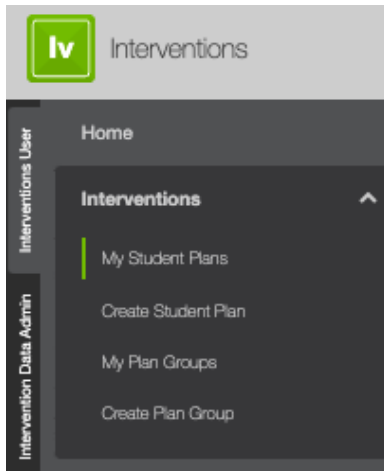 Iv
Interventions
Interventions User
Intervention Data Admin
Home
Interventions
My Student Plans
Create Student Plan
My Plan Groups
Create Plan Group